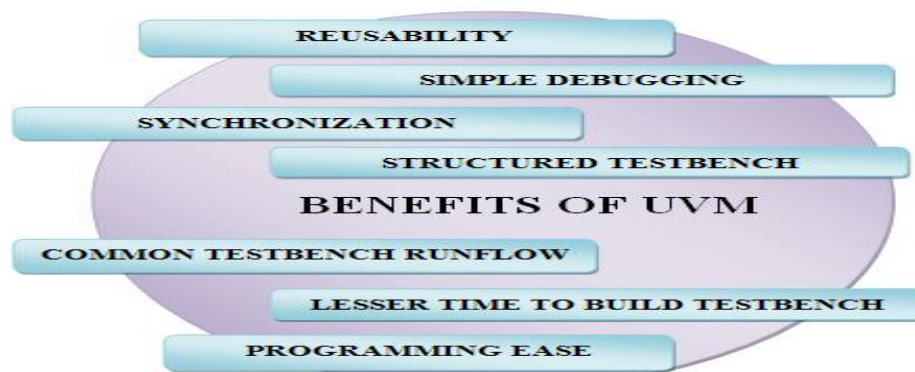 REUSABILITY
SIMPLE DEBUGGING
SYNCHRONIZATION
STRUCTURED TESTBENCH
BENEFITS OF UVM
COMMON TESTBENCH RUNFLOW
LESSER TIME TO BUILD TESTBENCH
PROGRAMMING EASE